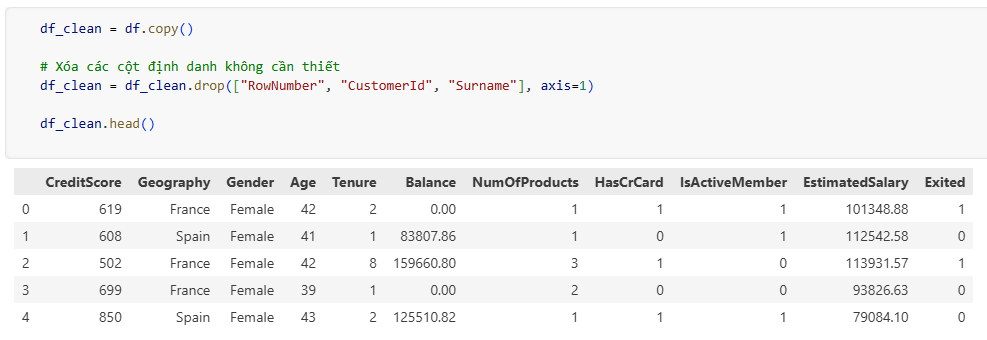 df_clean = df.copy()
# Xóa các cột định danh không cần thiết
df_clean = df_clean.drop(["RowNumber", "CustomerId", "Surname"], axis=1)
df_clean.head()
CreditScore Geography Gender Age Tenure Balance NumOfProducts HasCrCard IsActiveMember EstimatedSalary Exited
0 619 France Female 42 2 0.00 1 1 1 101348.88 1
1 608 Spain Female 41 1 83807.86 1 0 1 112542.58 0
2 502 France Female 42 8 159660.80 3 1 0 113931.57 1
3 699 France Female 39 1 0.00 2 0 0 93826.63 0
4 850 Spain Female 43 2 125510.82 1 1 1 79084.10 0